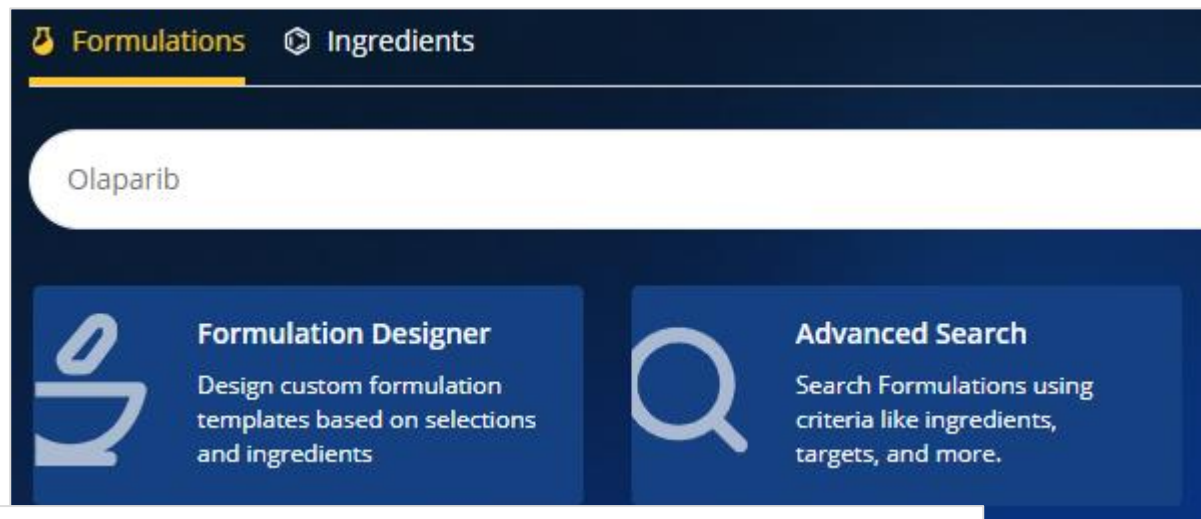 Formulations
Ingredients
Olaparib
Formulation Designer
Design custom formulation
templates based on selections
and ingredients
Advanced Search
Search Formulations using
criteria like ingredients,
targets, and more.